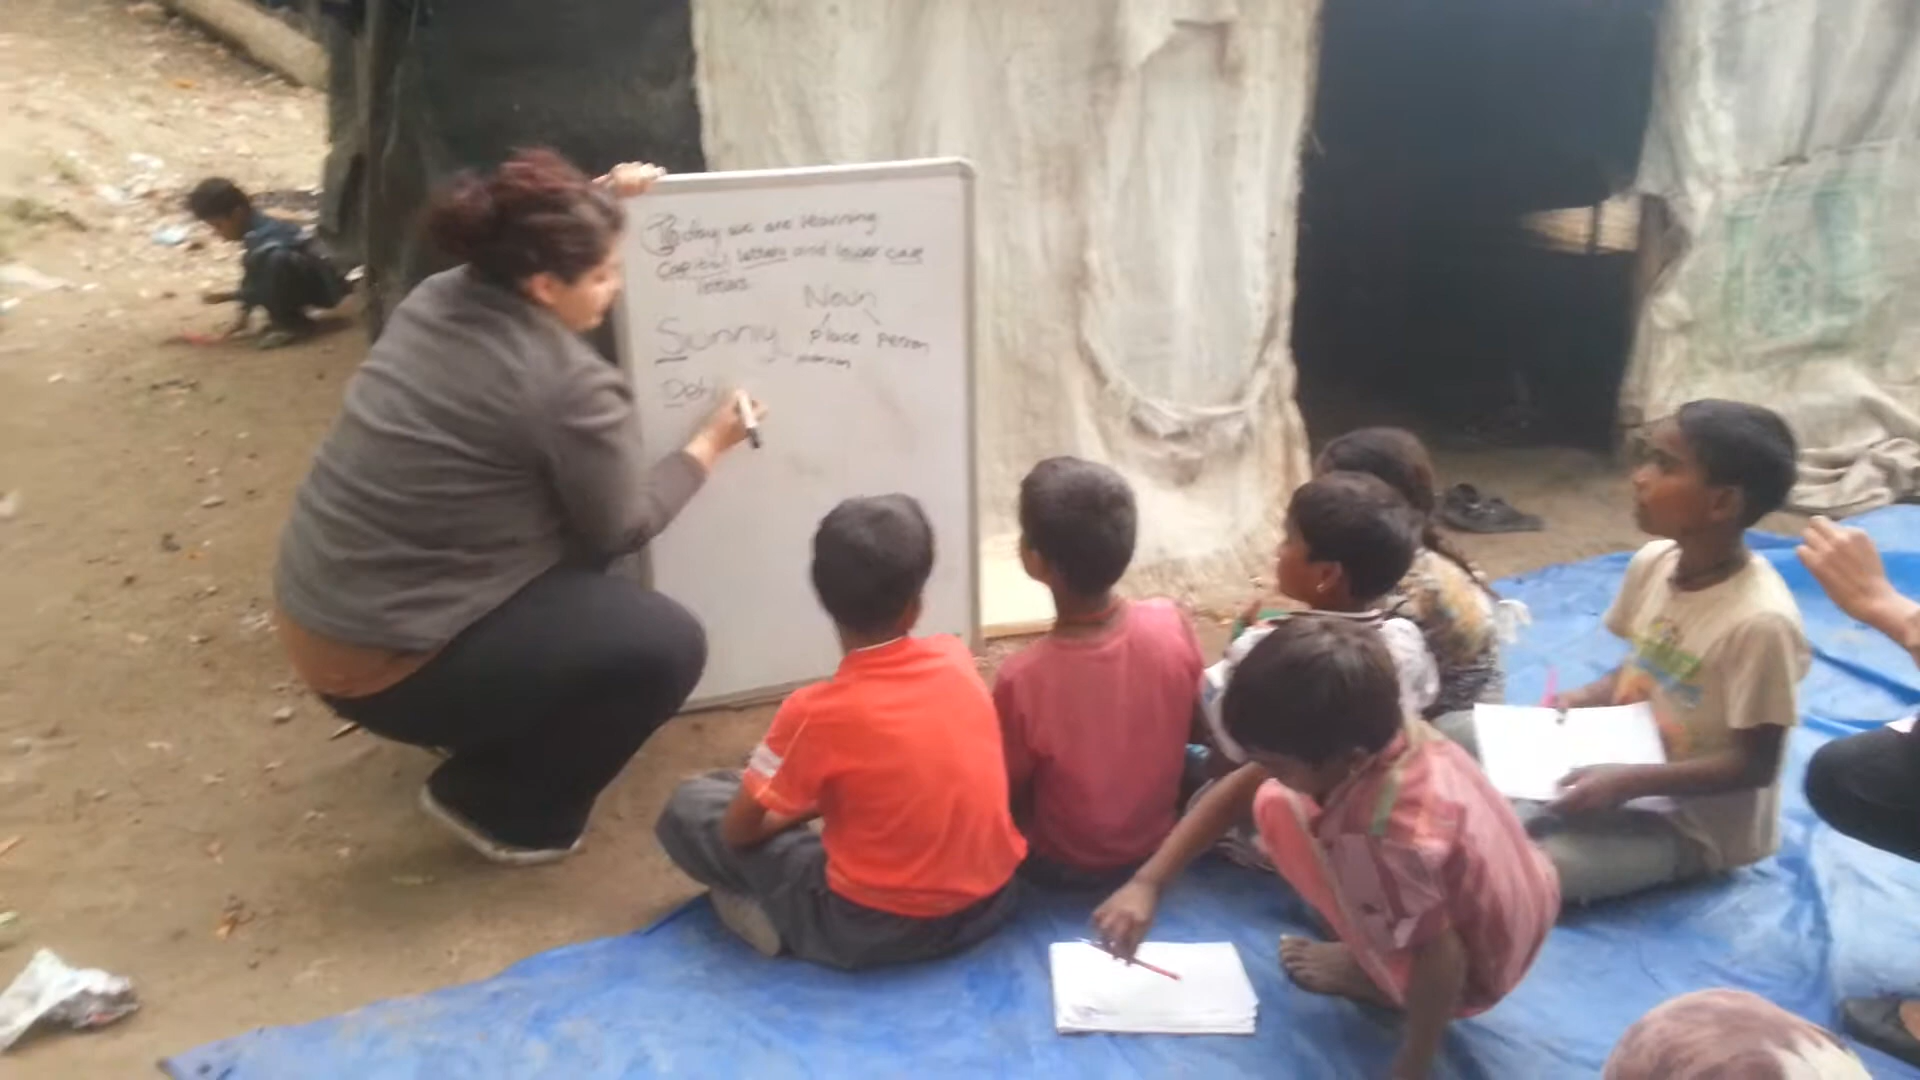 Today we are learning
Capital letters and lower case
letters
Noun
Sunny place person